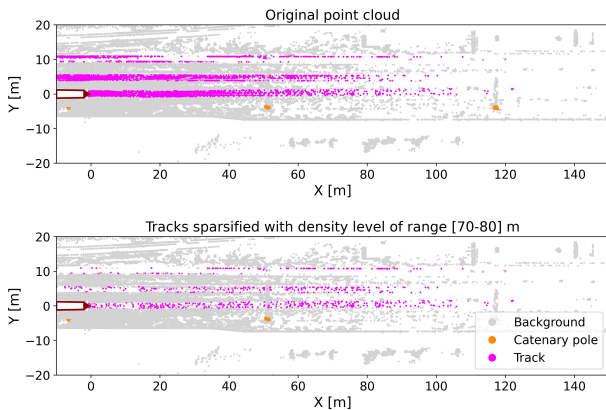 Original point cloud
20
10
0
−10
−20
Y [m]
0 20 40 60 80 100 120 140
X [m]
Tracks sparsified with density level of range [70-80] m
20
10
0
−10
−20
Y [m]
Background
Catenary pole
Track
0 20 40 60 80 100 120 140
X [m]